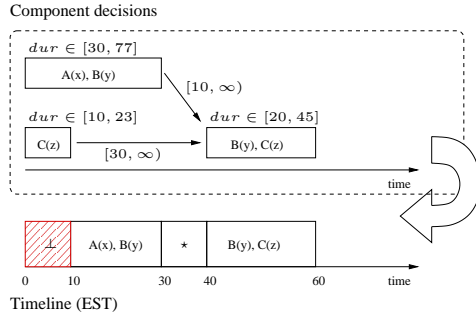 Component decisions
dur ∈ [30, 77]
A(x), B(y)
[10, ∞)
dur ∈ [10, 23]
dur ∈ [20, 45]
C(z)
[30, ∞)
B(y), C(z)
time
⊥
A(x), B(y)
⋆
B(y), C(z)
0 10 30 40 60 time
Timeline (EST)